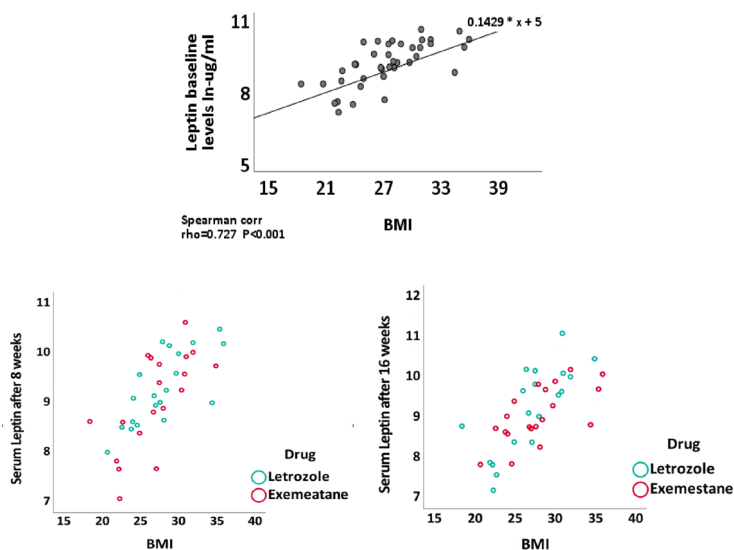 11
0.1429 * x + 5
Leptin baseline
levels ln-ug/ml
8
5
15 21 27 33 39
BMI
Spearman corr
rho=0.727 P<0.001
11
10
9
8
7
Serum Leptin after 8 weeks
15 20 25 30 35 40
BMI
Drug
Letrozole
Exemeatane
12
11
10
9
8
7
Serum Leptin after 16 weeks
15 20 25 30 35 40
BMI
Drug
Letrozole
Exemestane